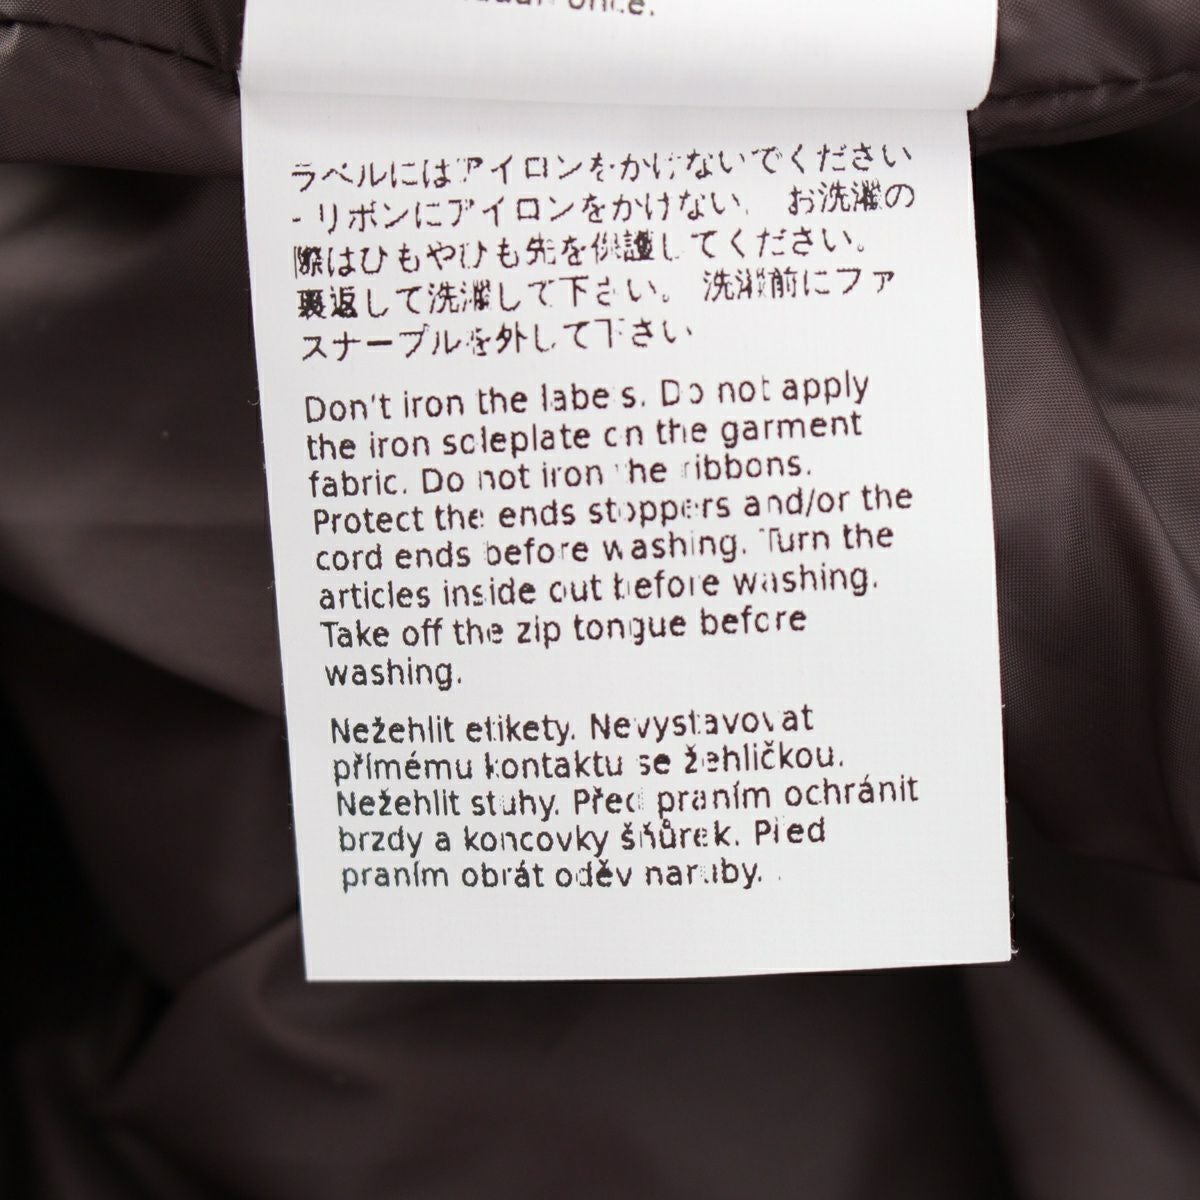 ラベルにはアイロンをかけないでください
- リボンにアイロンをかけない、 お洗濯の
際はひもやひも先を保護してください。
裏返して洗濯して下さい。 洗濯前にファ
スナープルを外して下さい
Don't iron the labels. Do not apply
the iron soleplate on the garment
fabric. Do not iron the ribbons.
Protect the ends stoppers and/or the
cord ends before washing. Turn the
articles inside out before washing.
Take off the zip tongue before
washing.
Nežehlit etikety. Nevystavovat
přímému kontaktu se žehličkou.
Nežehlit stuhy. Před praním ochránit
brzdy a koncovky šňůrek. Před
praním obrát oděv naruby.